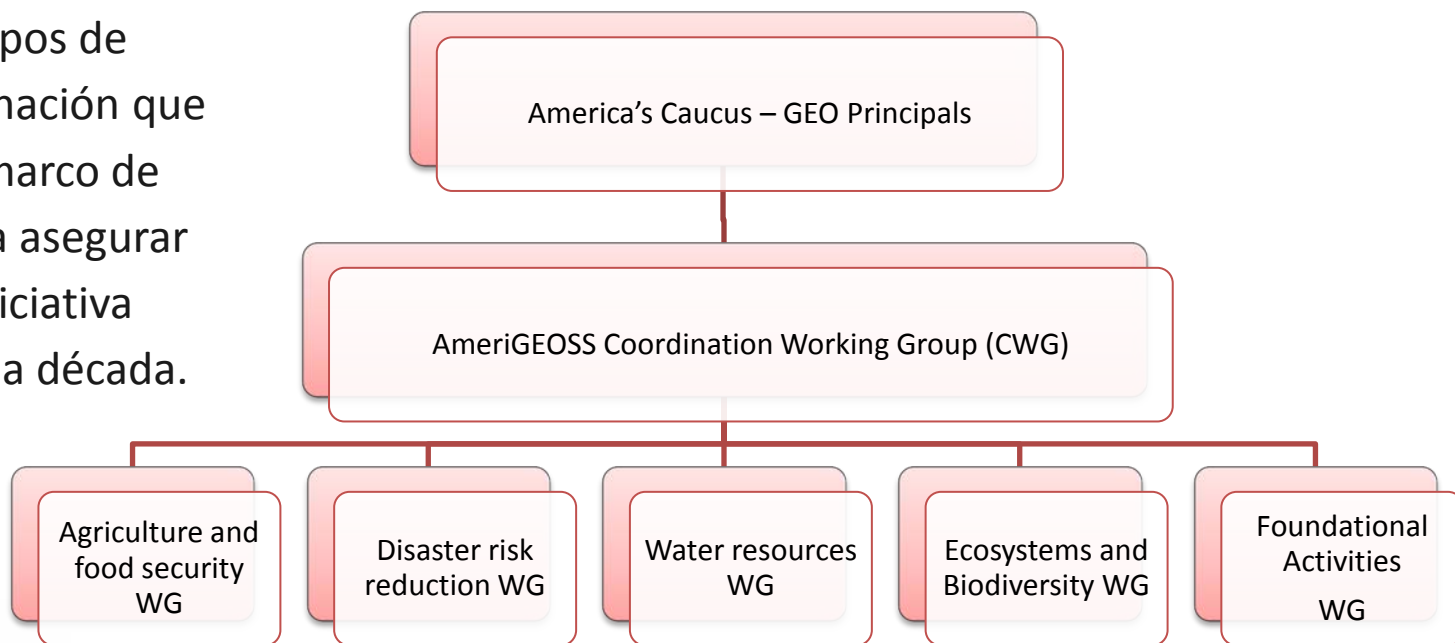 pos de
nación que
narco de
a asegurar
iciativa
a década.
America’s Caucus – GEO Principals
AmeriGEOSS Coordination Working Group (CWG)
Agriculture and
food security
WG
Disaster risk
reduction WG
Water resources
WG
Ecosystems and
Biodiversity WG
Foundational
Activities
WG